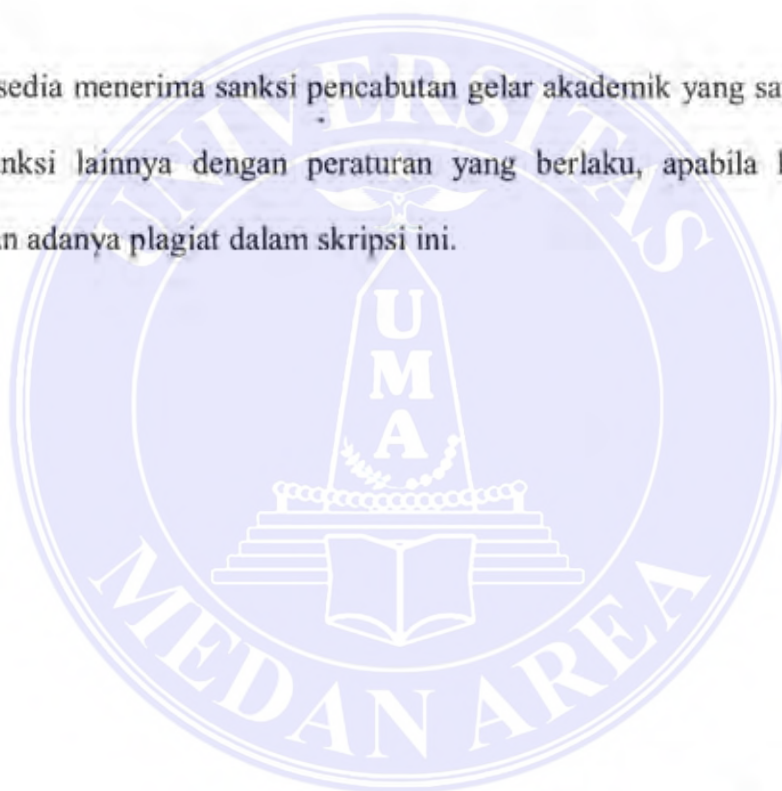 sedia menerima sanksi pencabutan gelar akademik yang sa
nksi lainnya dengan peraturan yang berlaku, apabila
n adanya plagiat dalam skripsi ini.
UNIVERSITAS
UMA
MEDAN AREA